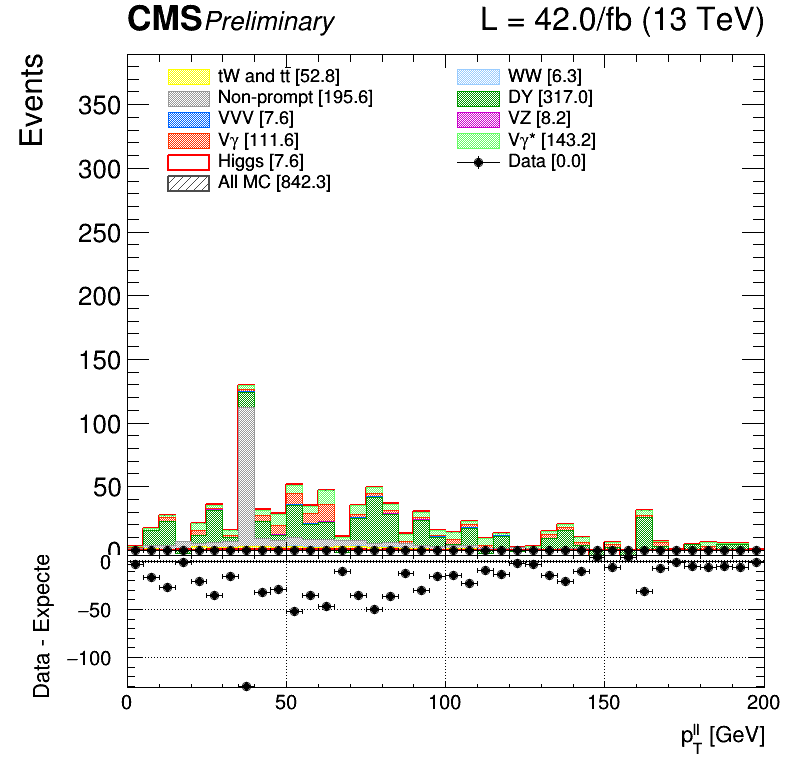 CMS Preliminary L = 42.0/fb (13 TeV)
Events
tW and tt̄ [52.8] WW [6.3]
Non-prompt [195.6] DY [317.0]
VVV [7.6] VZ [8.2]
Vγ [111.6] Vγ* [143.2]
Higgs [7.6] Data [0.0]
All MC [842.3]
350
300
250
200
150
100
50
0
Data - Expecte
0
−50
−100
0 50 100 150 200
p_T^ll [GeV]